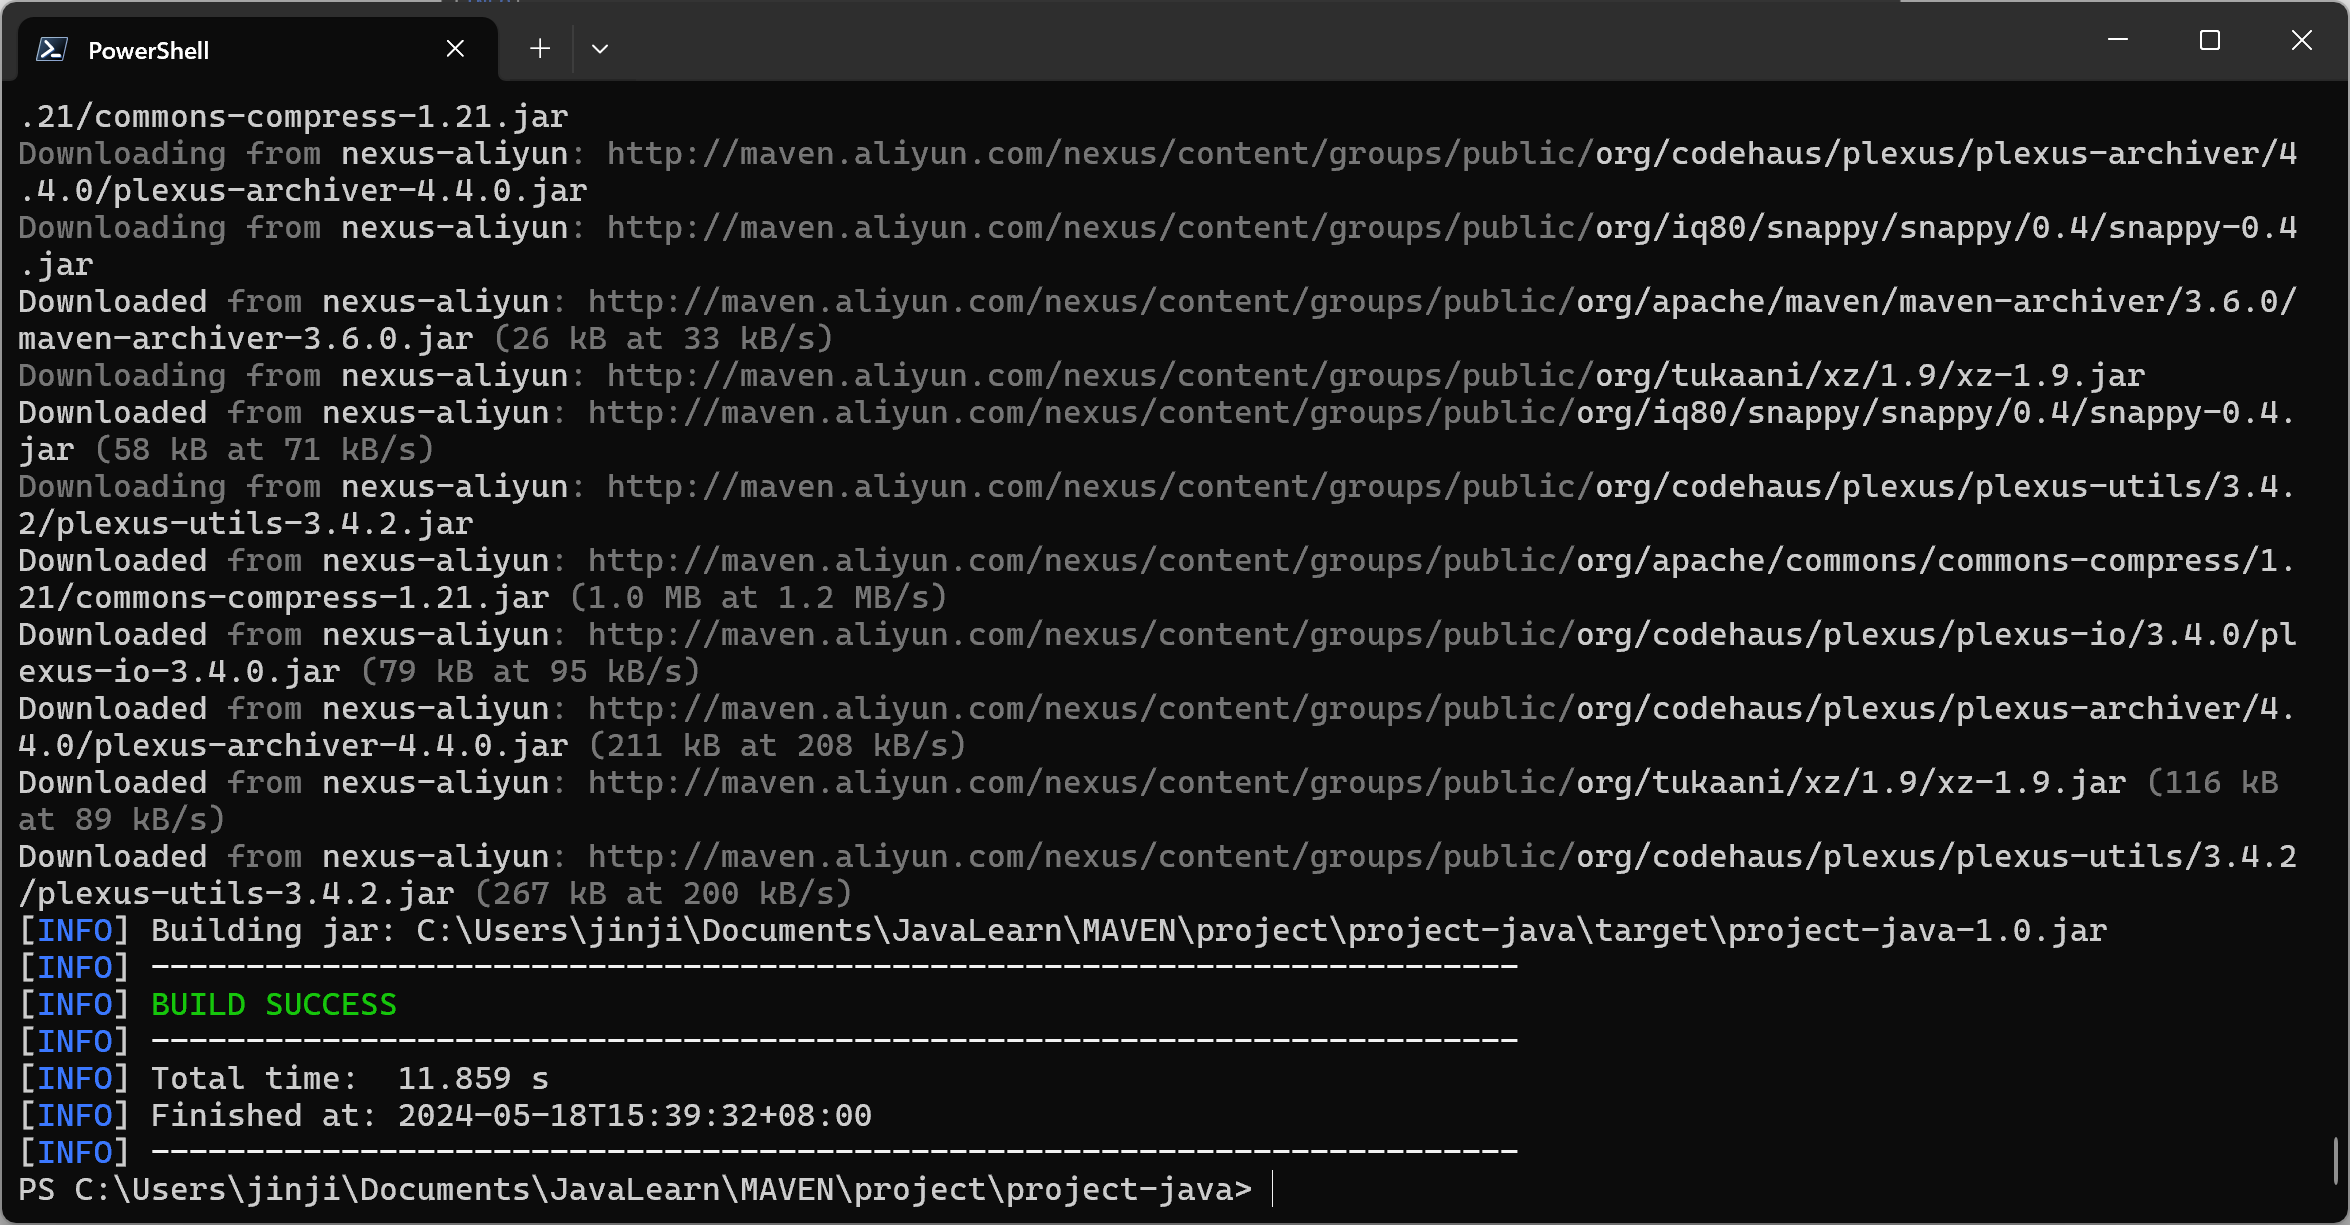 PowerShell
.21/commons-compress-1.21.jar
Downloading from nexus-aliyun: http://maven.aliyun.com/nexus/content/groups/public/org/codehaus/plexus/plexus-archiver/4
.4.0/plexus-archiver-4.4.0.jar
Downloading from nexus-aliyun: http://maven.aliyun.com/nexus/content/groups/public/org/iq80/snappy/snappy/0.4/snappy-0.4
.jar
Downloaded from nexus-aliyun: http://maven.aliyun.com/nexus/content/groups/public/org/apache/maven/maven-archiver/3.6.0/
maven-archiver-3.6.0.jar (26 kB at 33 kB/s)
Downloading from nexus-aliyun: http://maven.aliyun.com/nexus/content/groups/public/org/tukaani/xz/1.9/xz-1.9.jar
Downloaded from nexus-aliyun: http://maven.aliyun.com/nexus/content/groups/public/org/iq80/snappy/snappy/0.4/snappy-0.4.
jar (58 kB at 71 kB/s)
Downloading from nexus-aliyun: http://maven.aliyun.com/nexus/content/groups/public/org/codehaus/plexus/plexus-utils/3.4.
2/plexus-utils-3.4.2.jar
Downloaded from nexus-aliyun: http://maven.aliyun.com/nexus/content/groups/public/org/apache/commons/commons-compress/1.
21/commons-compress-1.21.jar (1.0 MB at 1.2 MB/s)
Downloaded from nexus-aliyun: http://maven.aliyun.com/nexus/content/groups/public/org/codehaus/plexus/plexus-io/3.4.0/pl
exus-io-3.4.0.jar (79 kB at 95 kB/s)
Downloaded from nexus-aliyun: http://maven.aliyun.com/nexus/content/groups/public/org/codehaus/plexus/plexus-archiver/4.
4.0/plexus-archiver-4.4.0.jar (211 kB at 208 kB/s)
Downloaded from nexus-aliyun: http://maven.aliyun.com/nexus/content/groups/public/org/tukaani/xz/1.9/xz-1.9.jar (116 kB
at 89 kB/s)
Downloaded from nexus-aliyun: http://maven.aliyun.com/nexus/content/groups/public/org/codehaus/plexus/plexus-utils/3.4.2
/plexus-utils-3.4.2.jar (267 kB at 200 kB/s)
[INFO] Building jar: C:\Users\jinji\Documents\JavaLearn\MAVEN\project\project-java\target\project-java-1.0.jar
[INFO] ------------------------------------------------------------------------
[INFO] BUILD SUCCESS
[INFO] ------------------------------------------------------------------------
[INFO] Total time:  11.859 s
[INFO] Finished at: 2024-05-18T15:39:32+08:00
[INFO] ------------------------------------------------------------------------
PS C:\Users\jinji\Documents\JavaLearn\MAVEN\project\project-java>